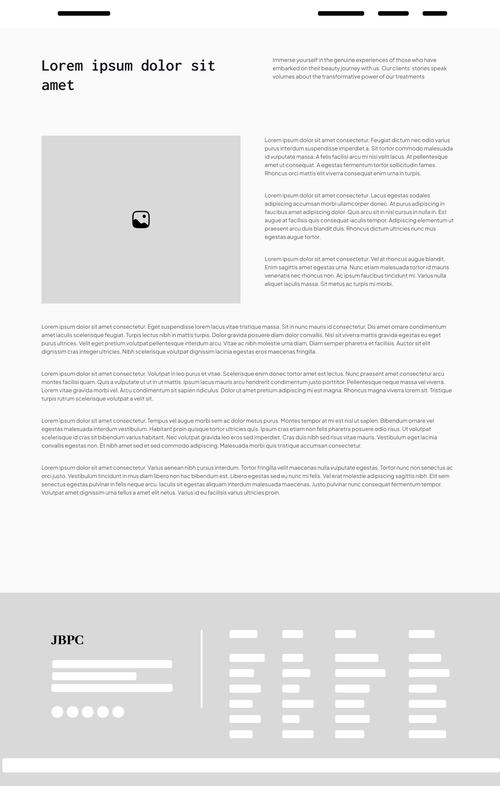 Lorem ipsum dolor sit
amet
Immerse yourself in the genuine experiences of those who have
embarked on their beauty journey with us. Our clients' stories speak
volumes about the transformative power of our treatments
Lorem ipsum dolor sit amet consectetur. Feugiat dictum nec odio varius
purus interdum suspendisse imperdiet a. Sit tortor commodo malesuada
id vulputate massa. A felis facilisi arcu mi nisi velit lacus. At pellentesque
amet ut consequat. A egestas fermentum tortor sollicitudin fames.
Rhoncus orci mattis elit viverra consequat enim urna in turpis.
Lorem ipsum dolor sit amet consectetur. Lacus egestas sodales
adipiscing accumsan morbi ullamcorper donec. At purus adipiscing in
faucibus amet adipiscing dolor. Quis arcu sit in nisl cursus in nulla in. Est
augue at facilisis quis consequat iaculis tempor. Adipiscing elementum ut
praesent arcu duis blandit duis. Rhoncus dictum ultricies nunc mus
egestas augue tortor.
Lorem ipsum dolor sit amet consectetur. Vel at rhoncus augue blandit.
Enim sagittis amet egestas urna. Nunc etiam malesuada tortor id mauris
venenatis nec rhoncus non. Ac ipsum faucibus tincidunt mi. Varius nulla
aliquet iaculis massa. Sit metus ac turpis mi morbi.
Lorem ipsum dolor sit amet consectetur. Eget suspendisse lorem lacus vitae tristique massa. Sit in nunc mauris id consectetur. Dis amet ornare condimentum
amet iaculis scelerisque feugiat. Turpis lectus nibh in mattis turpis. Dolor gravida posuere diam dolor convallis. Nisl sit viverra mattis gravida egestas eu eget
purus ultrices. Velit eget pretium volutpat pellentesque interdum arcu. Vitae ac nibh molestie urna diam. Diam semper pharetra et facilisis. Auctor sit elit
dignissim cras integer ultricies. Nibh scelerisque volutpat dignissim lacinia egestas eros maecenas fringilla.
Lorem ipsum dolor sit amet consectetur. Volutpat in leo purus et vitae. Scelerisque enim donec tortor amet est lectus. Nunc praesent amet consectetur arcu
montes facilisi quam. Quis a vulputate ut ut in ut mattis. Ipsum lacus mauris arcu hendrerit condimentum justo porttitor. Pellentesque neque massa vel viverra.
Lorem vitae gravida morbi vel. Arcu condimentum sit sapien ridiculus. Dolor ut amet pretium adipiscing mi est magna. Rhoncus magna viverra lorem quis. Tristique
turpis rutrum scelerisque volutpat a velit sit.
Lorem ipsum dolor sit amet consectetur. Tempus vel augue morbi sem ac dolor metus purus. Montes tempor at mi est nisl ut sapien. Bibendum ornare vel
egestas malesuada interdum vestibulum. Habitant proin quisque tortor ultricies quis. Ipsum cras etiam non felis pharetra posuere odio risus. Ut volutpat
scelerisque id cras sit bibendum varius habitant. Nec volutpat gravida leo eros sed imperdiet. Cras duis nibh sed risus vitae mauris. Vestibulum eget lacinia
convallis egestas non. Et nibh amet sed et sed commodo adipiscing. Malesuada morbi quis tristique accumsan consectetur.
Lorem ipsum dolor sit amet consectetur. Varius aenean nibh cursus interdum. Tortor fringilla velit maecenas nulla vulputate egestas. Tortor nunc non senectus ac
orci justo. Vestibulum tincidunt in mus diam libero non hac bibendum est. Libero egestas sed eu nunc mi felis. Vel erat molestie adipiscing sagittis nibh. Elit sem
senectus egestas pulvinar in felis neque arcu. Iaculis sit egestas aliquam interdum malesuada maecenas. Justo pulvinar nunc consequat fermentum tempor.
Volutpat amet dignissim urna tellus a amet elit netus. Varius id eu facilisis varius ultricies proin.
JBPC